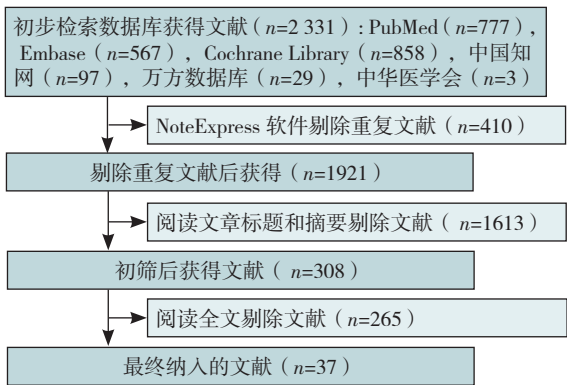 初步检索数据库获得文献(n=2 331):PubMed(n=777),
Embase(n=567),Cochrane Library(n=858),中国知
网(n=97),万方数据库(n=29),中华医学会(n=3)
NoteExpress 软件剔除重复文献(n=410)
剔除重复文献后获得(n=1921)
阅读文章标题和摘要剔除文献( n=1613)
初筛后获得文献( n=308)
阅读全文剔除文献(n=265)
最终纳入的文献(n=37)